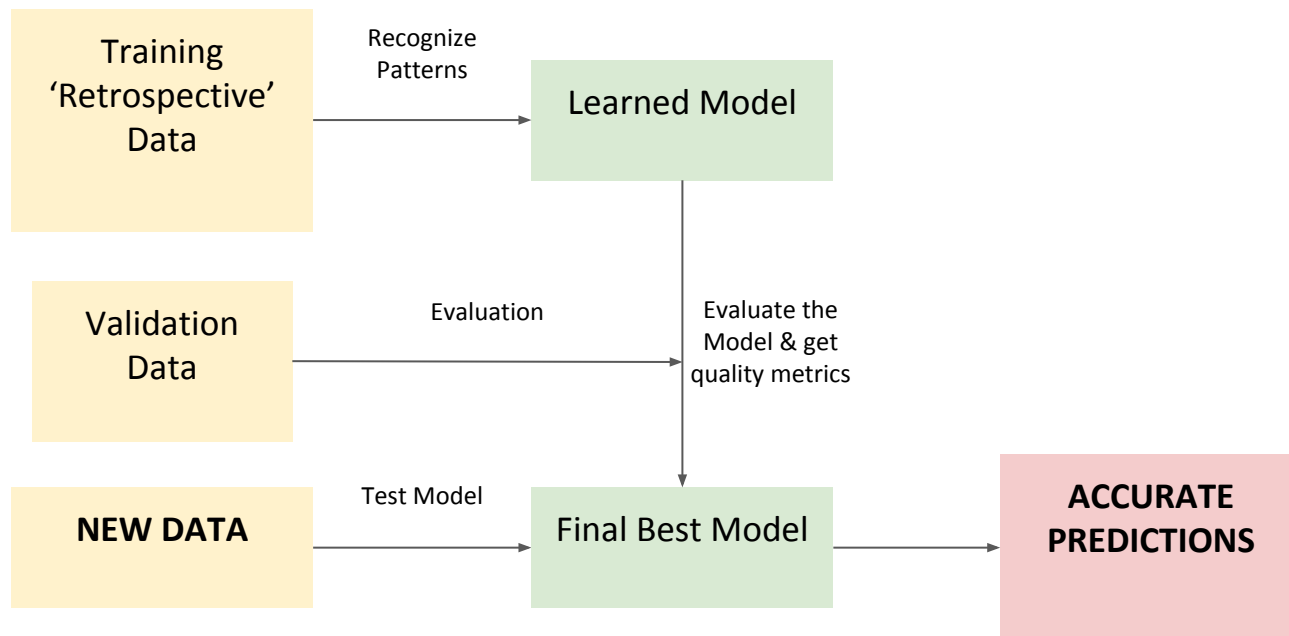 Training
‘Retrospective’
Data
Recognize
Patterns
Learned Model
Validation
Data
Evaluation
Evaluate the
Model & get
quality metrics
NEW DATA
Test Model
Final Best Model
ACCURATE
PREDICTIONS